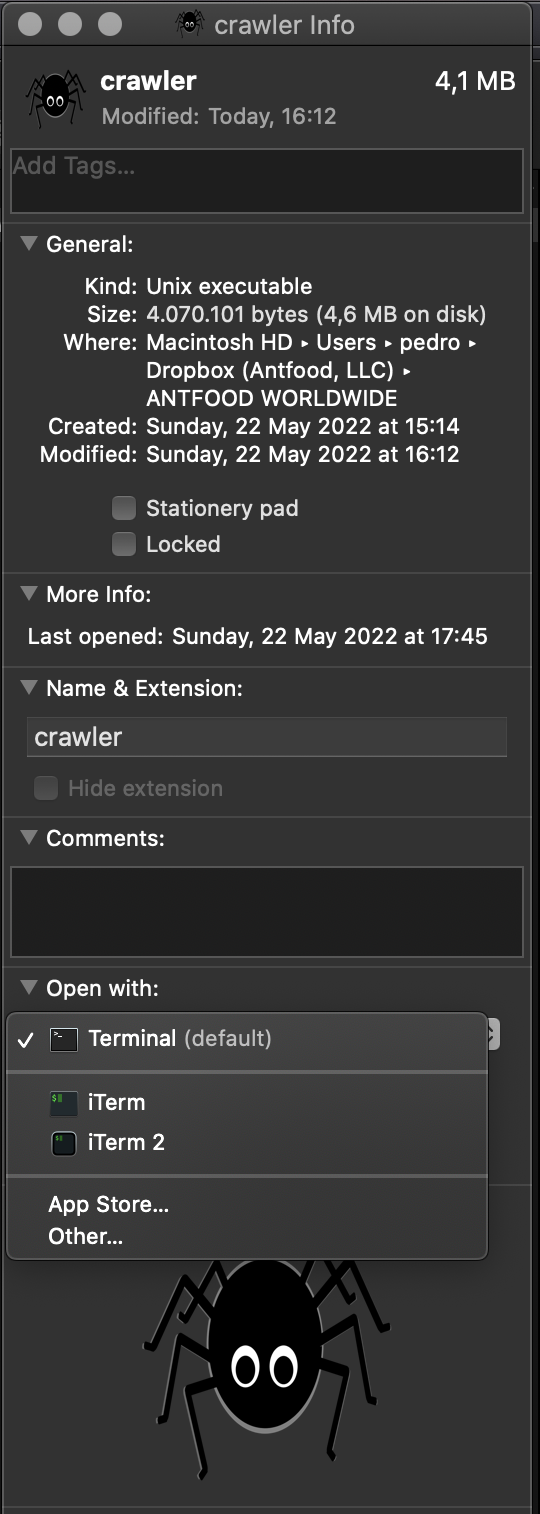 crawler Info
crawler 4,1 MB
Modified: Today, 16:12
Add Tags...
General:
Kind: Unix executable
Size: 4.070.101 bytes (4,6 MB on disk)
Where: Macintosh HD ▸ Users ▸ pedro ▸
Dropbox (Antfood, LLC) ▸
ANTFOOD WORLDWIDE
Created: Sunday, 22 May 2022 at 15:14
Modified: Sunday, 22 May 2022 at 16:12
Stationery pad
Locked
More Info:
Last opened: Sunday, 22 May 2022 at 17:45
Name & Extension:
crawler
Hide extension
Comments:
Open with:
✓ Terminal (default)
iTerm
iTerm 2
App Store...
Other...